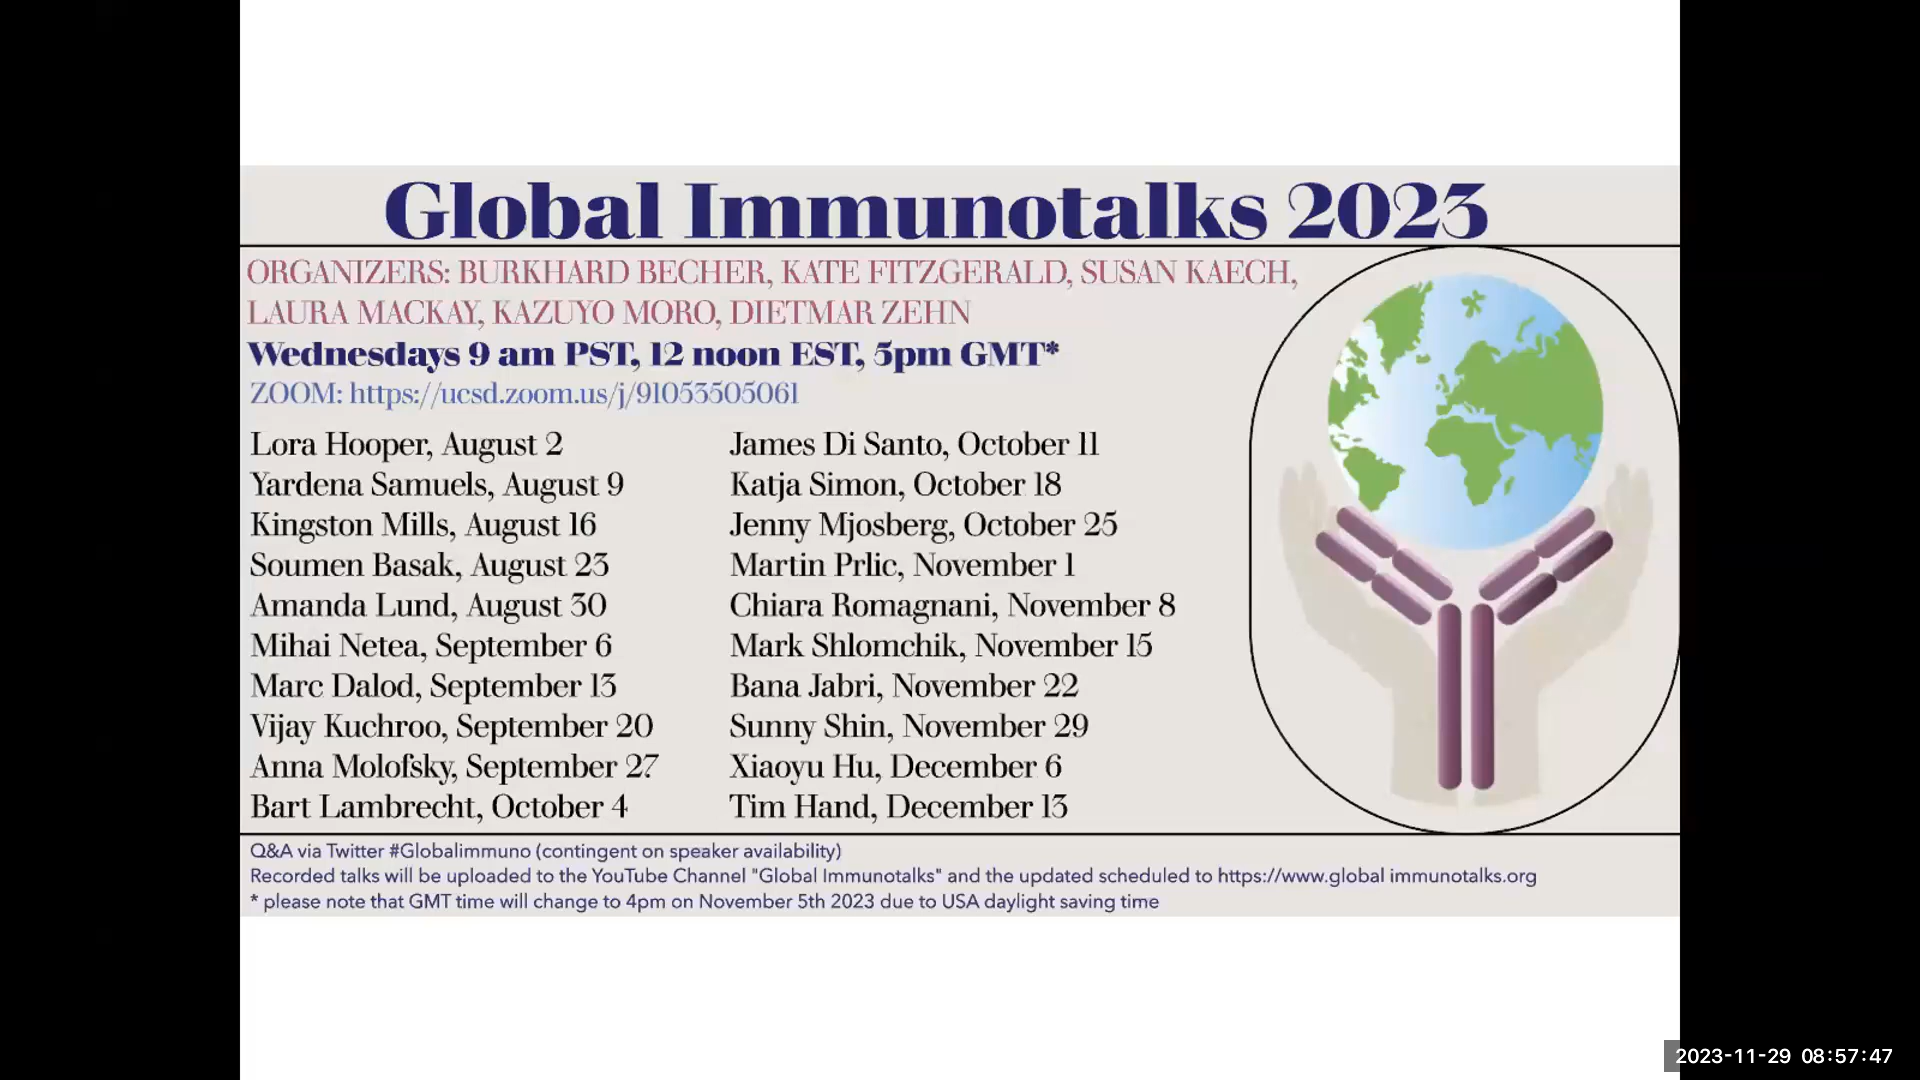 Global Immunotalks 2023
ORGANIZERS: BURKHARD BECHER, KATE FITZGERALD, SUSAN KAECH,
LAURA MACKAY, KAZUYO MORO, DIETMAR ZEHN
Wednesdays 9 am PST, 12 noon EST, 5pm GMT*
ZOOM: https://ucsd.zoom.us/j/91053505061
Lora Hooper, August 2
Yardena Samuels, August 9
Kingston Mills, August 16
Soumen Basak, August 23
Amanda Lund, August 30
Mihai Netea, September 6
Marc Dalod, September 13
Vijay Kuchroo, September 20
Anna Molofsky, September 27
Bart Lambrecht, October 4
James Di Santo, October 11
Katja Simon, October 18
Jenny Mjosberg, October 25
Martin Prlic, November 1
Chiara Romagnani, November 8
Mark Shlomchik, November 15
Bana Jabri, November 22
Sunny Shin, November 29
Xiaoyu Hu, December 6
Tim Hand, December 13
Q&A via Twitter #Globalimmuno (contingent on speaker availability)
Recorded talks will be uploaded to the YouTube Channel "Global Immunotalks" and the updated scheduled to https://www.global immunotalks.org
* please note that GMT time will change to 4pm on November 5th 2023 due to USA daylight saving time
2023-11-29 08:57:47